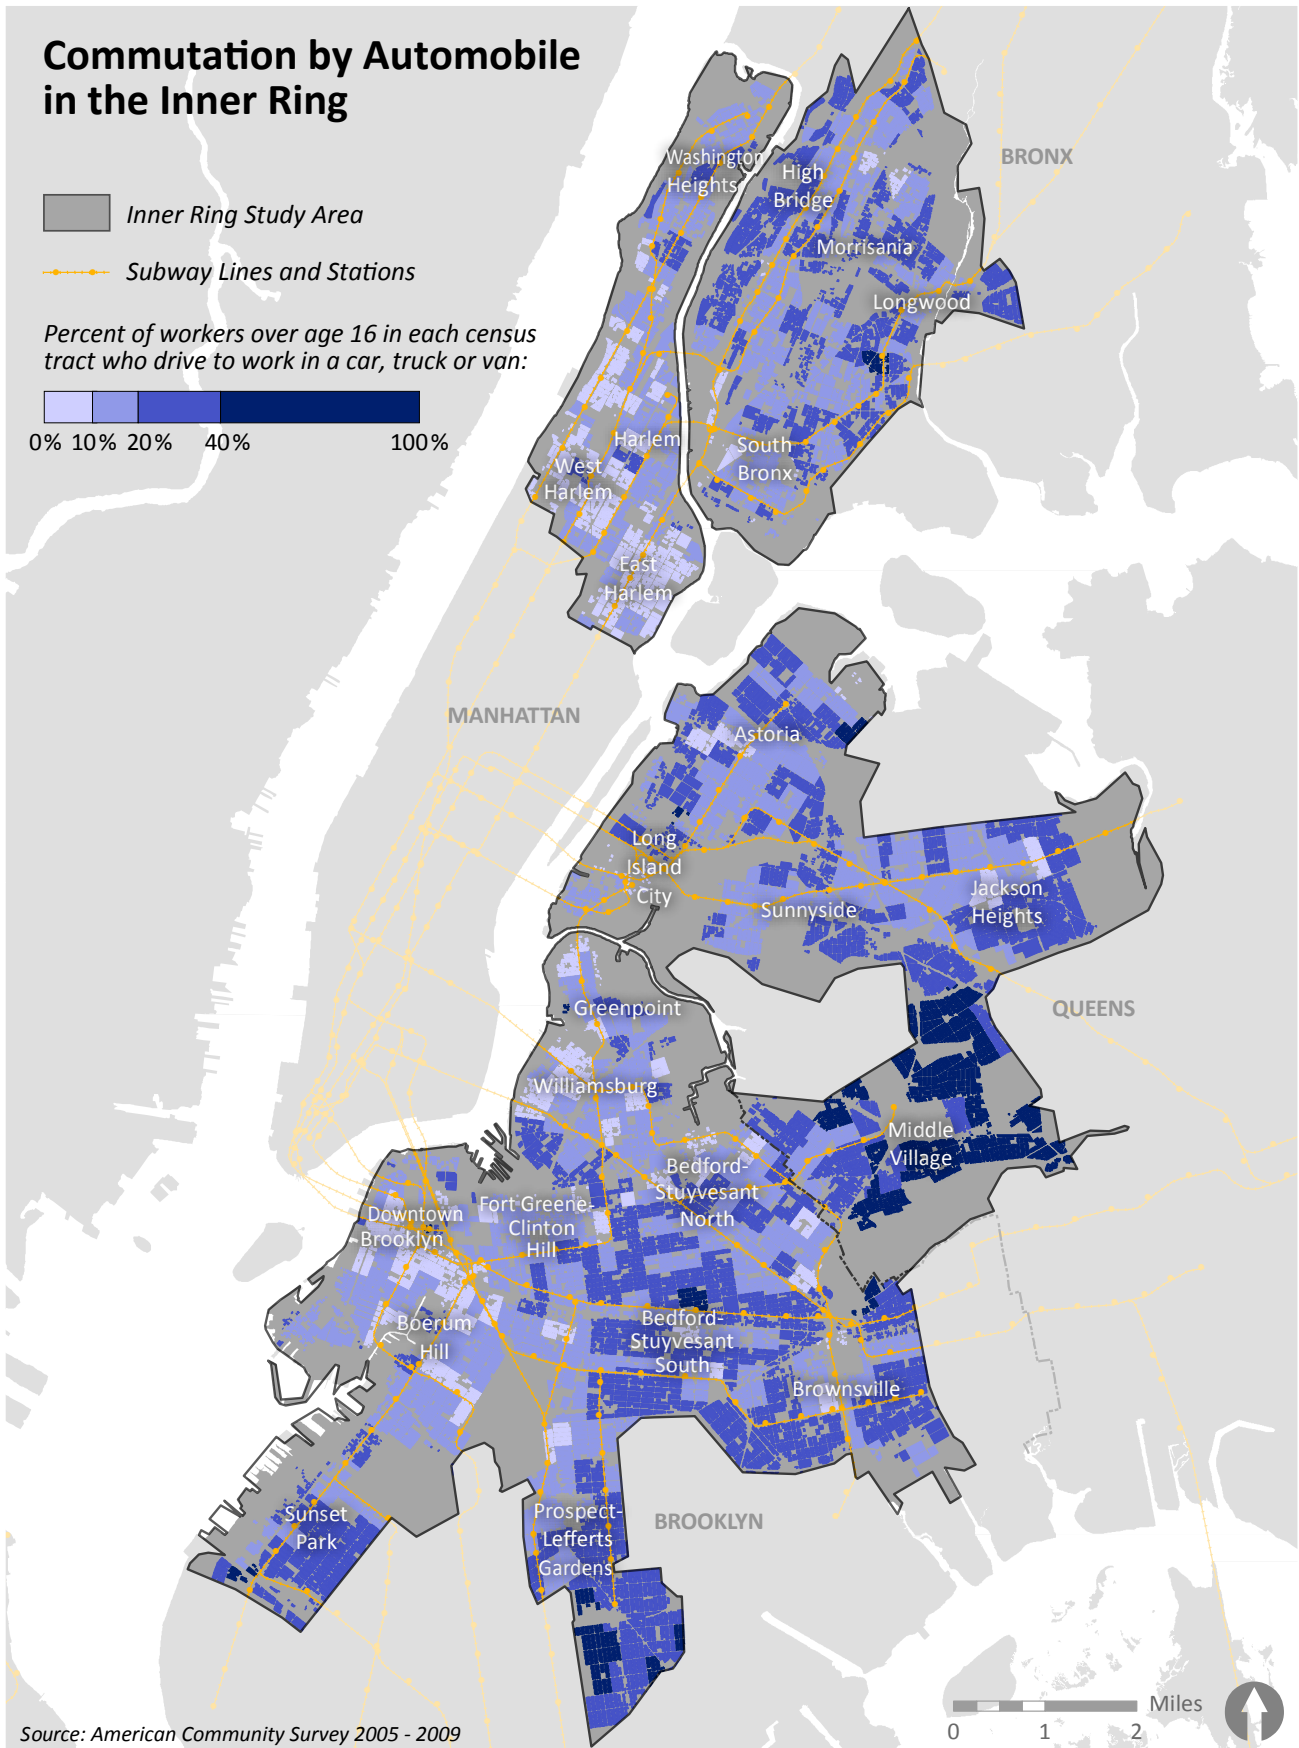 Commutation by Automobile
in the Inner Ring
Inner Ring Study Area
Subway Lines and Stations
Percent of workers over age 16 in each census
tract who drive to work in a car, truck or van:
0% 10% 20% 40% 100%
BRONX
Washington
Heights
High
Bridge
Morrisania
Longwood
Harlem
West
Harlem
South
Bronx
East
Harlem
MANHATTAN
Astoria
Long
Island
City
Sunnyside
Jackson
Heights
QUEENS
Greenpoint
Williamsburg
Middle
Village
Bedford-
Stuyvesant
North
Fort Greene-
Clinton
Hill
Downtown
Brooklyn
Boerum
Hill
Bedford-
Stuyvesant
South
Brownsville
Sunset
Park
Prospect-
Lefferts
Gardens
BROOKLYN
Miles
0 1 2
Source: American Community Survey 2005 - 2009